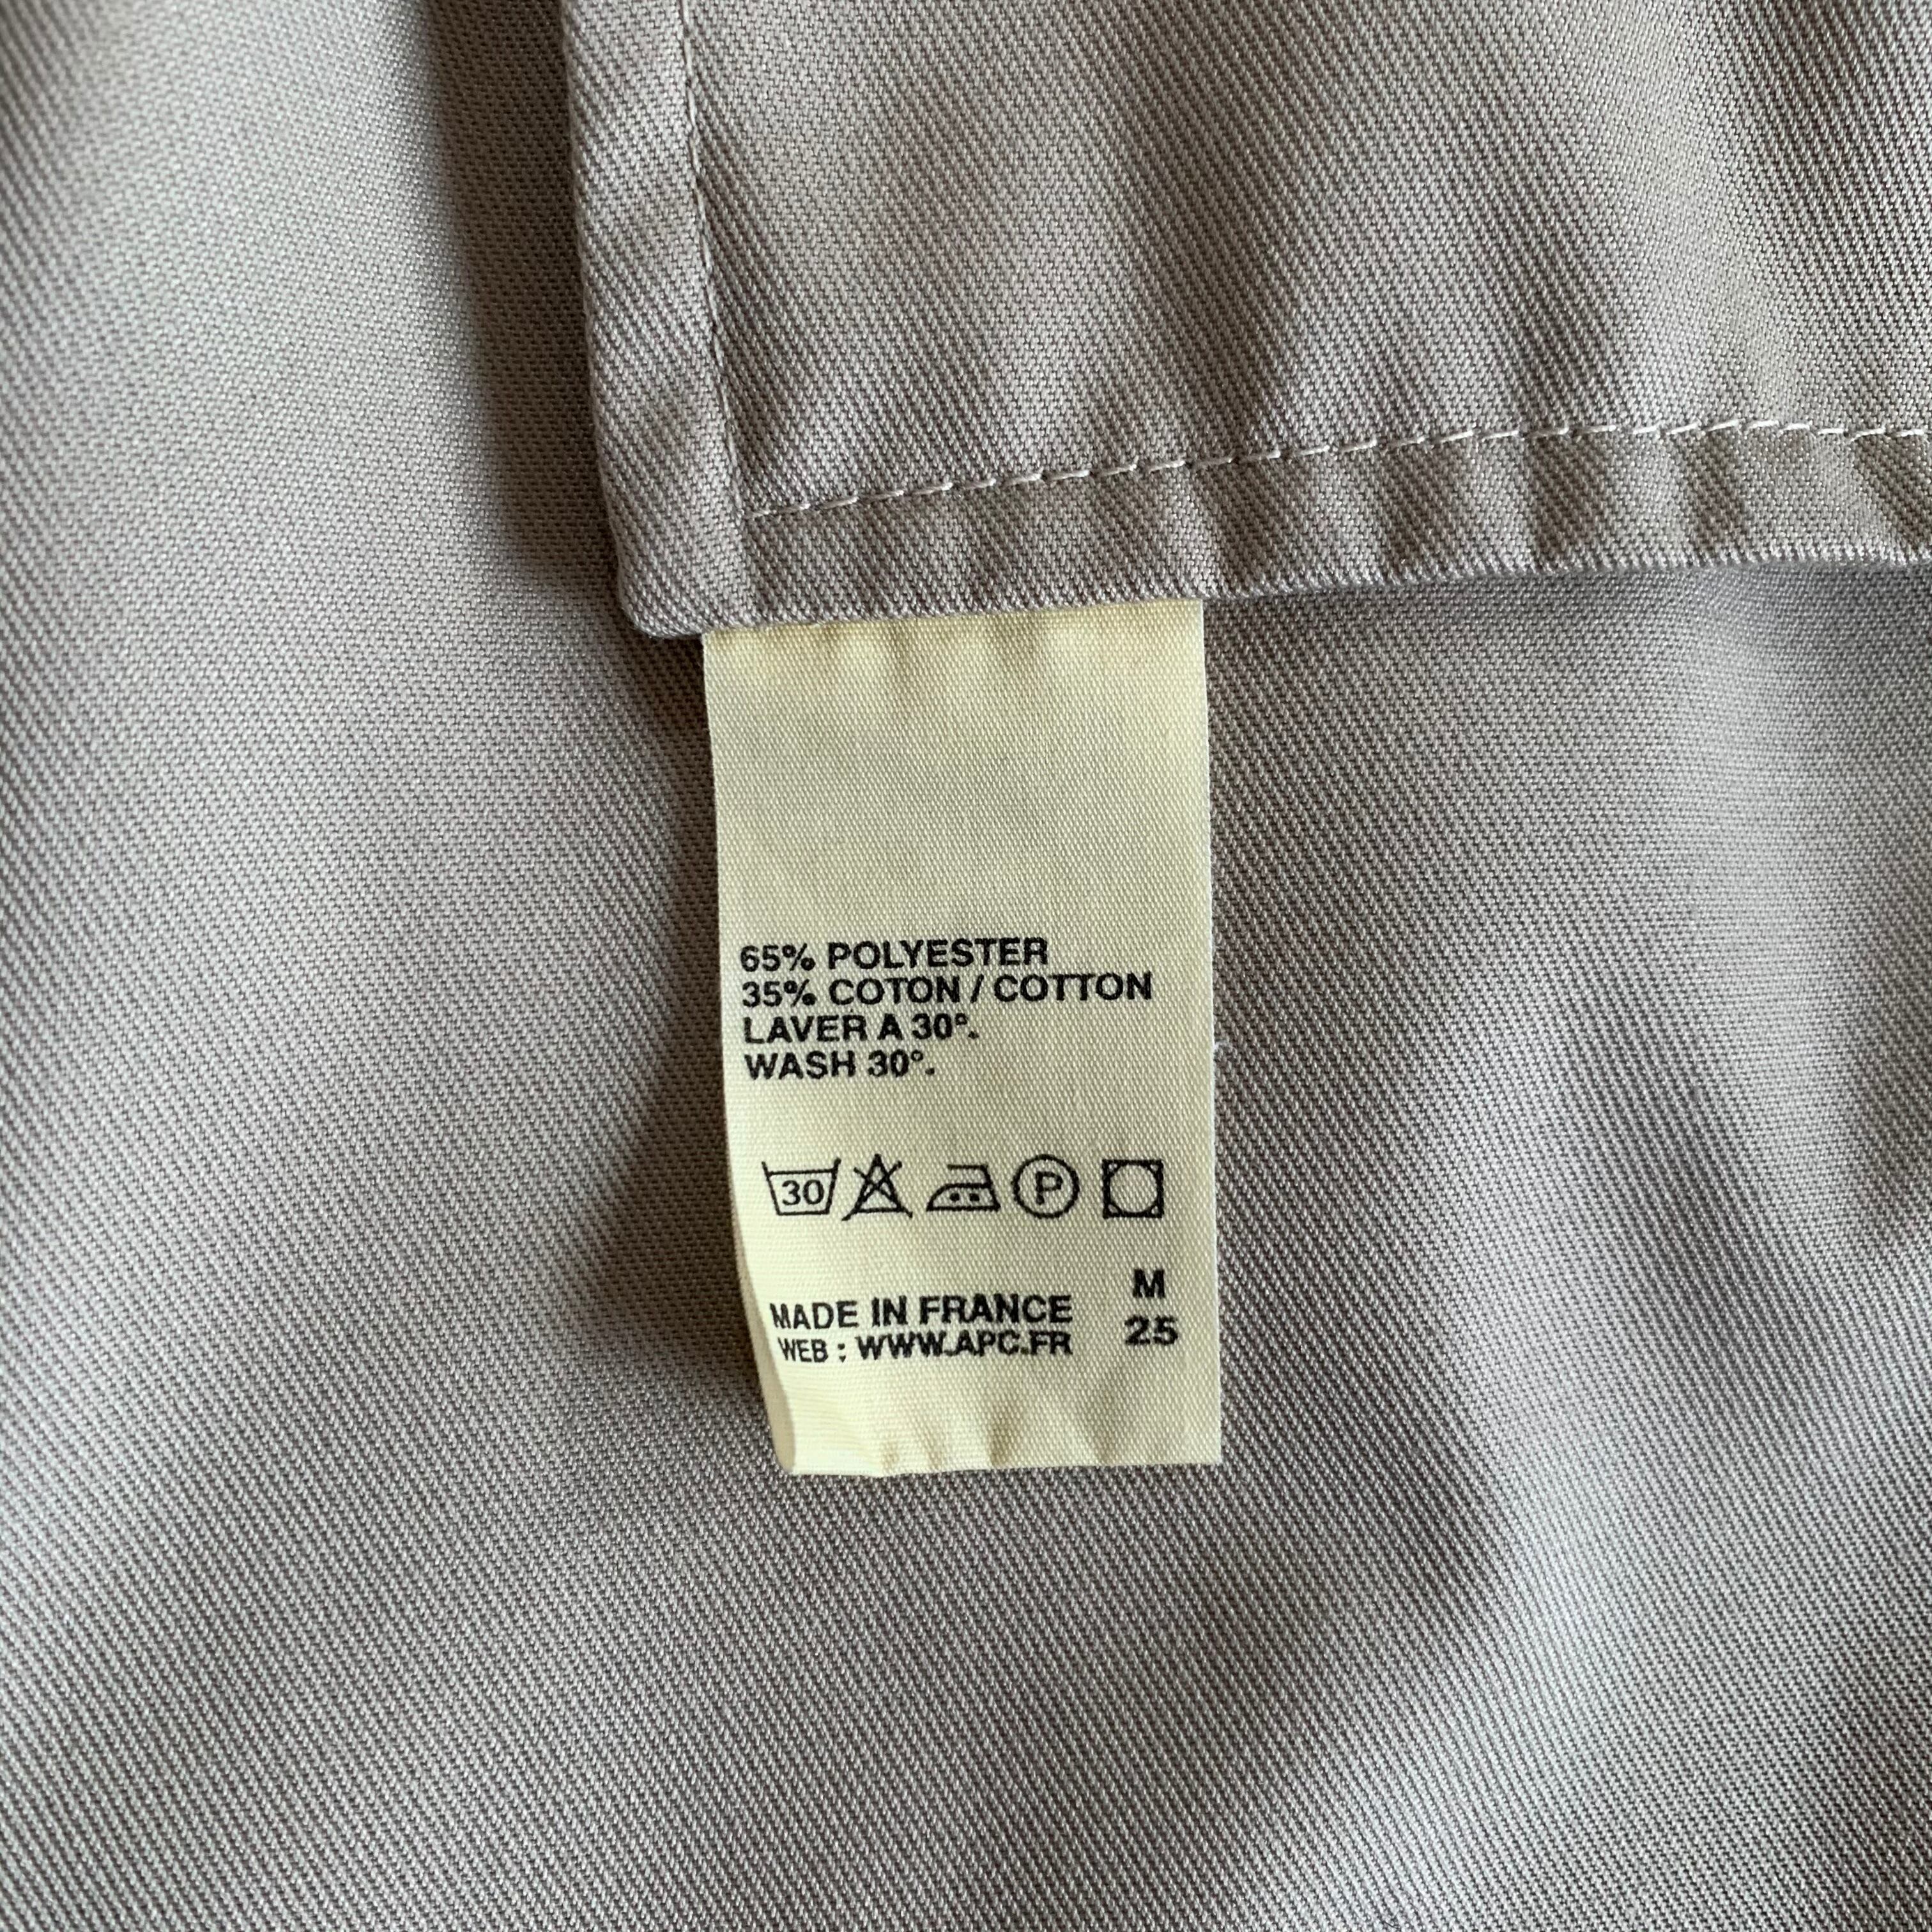 65% POLYESTER
35% COTON / COTTON
LAVER A 30°.
WASH 30°.
30 P
M
MADE IN FRANCE
25
WEB : WWW.APC.FR